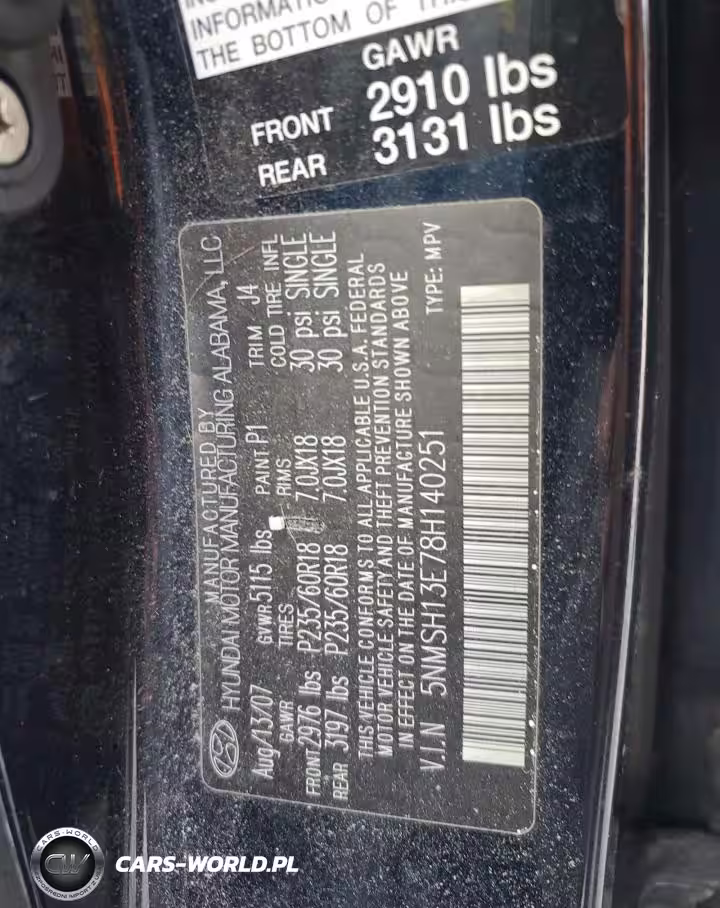 INFORMATION
THE BOTTOM OF THIS
GAWR
FRONT 2910 lbs
REAR 3131 lbs
MANUFACTURED BY
HYUNDAI MOTOR MANUFACTURING ALABAMA, LLC
Aug/13/07 GVWR 5115 lbs PAINT P1 TRIM J4
GAWR TIRES RIMS COLD TIRE INFL
FRONT 2976 lbs P235/60R18 7.0JX18 30 psi SINGLE
REAR 3197 lbs P235/60R18 7.0JX18 30 psi SINGLE
THIS VEHICLE CONFORMS TO ALL APPLICABLE U.S.A. FEDERAL
MOTOR VEHICLE SAFETY AND THEFT PREVENTION STANDARDS
IN EFFECT ON THE DATE OF MANUFACTURE SHOWN ABOVE
V.I.N 5NMSH13E78H140251 TYPE: MPV
CARS-WORLD
CW
CARS-WORLD.PL